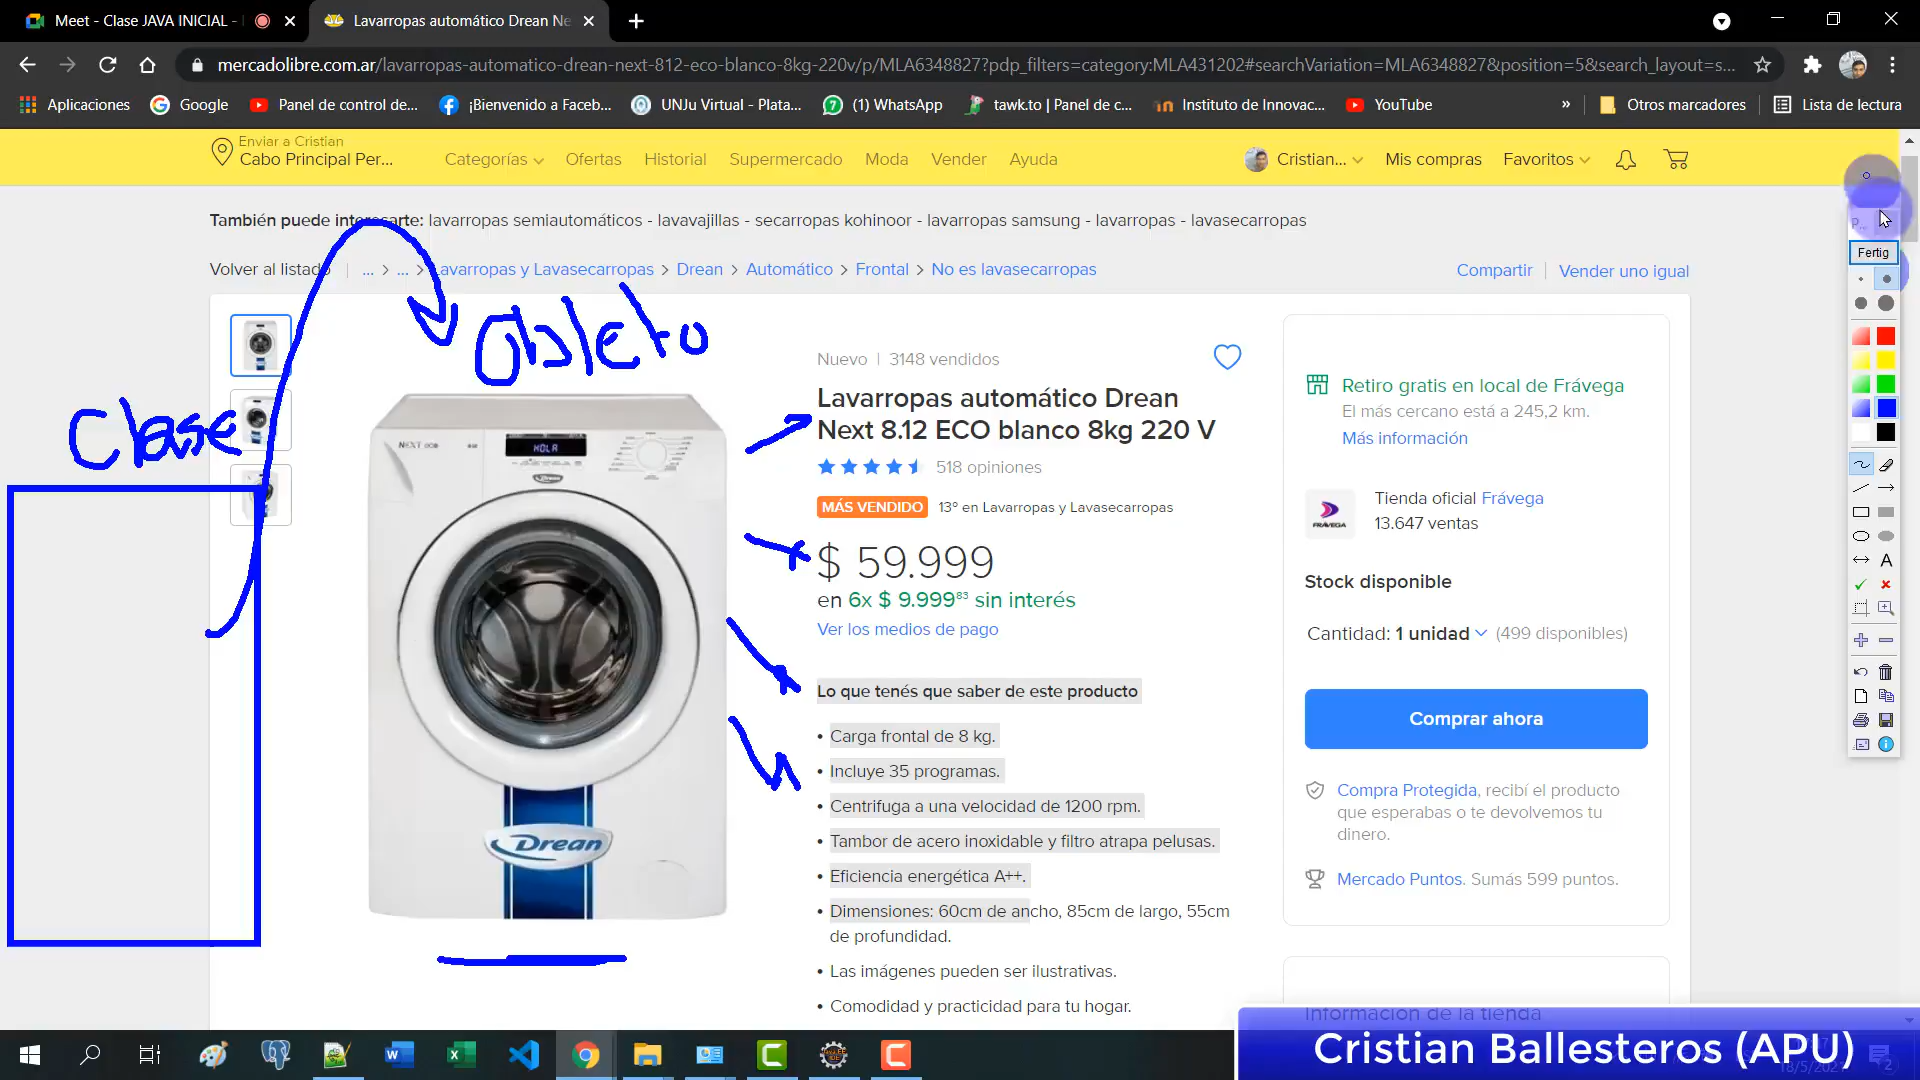 Meet - Clase JAVA INICIAL -
Lavarropas automático Drean Ne
mercadolibre.com.ar/lavarropas-automatico-drean-next-812-eco-blanco-8kg-220v/p/MLA6348827?pdp_filters=category:MLA431202#searchVariation=MLA6348827&position=5&search_layout=s...
Aplicaciones
Google
Panel de control de...
¡Bienvenido a Faceb...
UNJu Virtual - Plata...
(1) WhatsApp
tawk.to | Panel de c...
Instituto de Innovac...
YouTube
»
Otros marcadores
Lista de lectura
Enviar a Cristian
Cabo Principal Per...
Categorías
Ofertas
Historial
Supermercado
Moda
Vender
Ayuda
Cristian...
Mis compras
Favoritos
También puede interesarte: lavarropas semiautomáticos - lavavajillas - secarropas kohinoor - lavarropas samsung - lavarropas - lavasecarropas
Volver al listado | ... > ... > Lavarropas y Lavasecarropas > Drean > Automático > Frontal > No es lavasecarropas
Compartir
Vender uno igual
Fertig
Objeto
Clase
NEXT
HOLA
Drean
Drean
Nuevo | 3148 vendidos
Lavarropas automático Drean
Next 8.12 ECO blanco 8kg 220 V
518 opiniones
MÁS VENDIDO 13º en Lavarropas y Lavasecarropas
$ 59.999
en 6x $ 9.999⁸³ sin interés
Ver los medios de pago
Lo que tenés que saber de este producto
• Carga frontal de 8 kg.
• Incluye 35 programas.
• Centrifuga a una velocidad de 1200 rpm.
• Tambor de acero inoxidable y filtro atrapa pelusas.
• Eficiencia energética A++.
• Dimensiones: 60cm de ancho, 85cm de largo, 55cm
de profundidad.
• Las imágenes pueden ser ilustrativas.
• Comodidad y practicidad para tu hogar.
Retiro gratis en local de Frávega
El más cercano está a 245,2 km.
Más información
FRAVEGA
Tienda oficial Frávega
13.647 ventas
Stock disponible
Cantidad: 1 unidad (499 disponibles)
Comprar ahora
Compra Protegida, recibí el producto
que esperabas o te devolvemos tu
dinero.
Mercado Puntos. Sumás 599 puntos.
Información de la tienda
Cristian Ballesteros (APU)